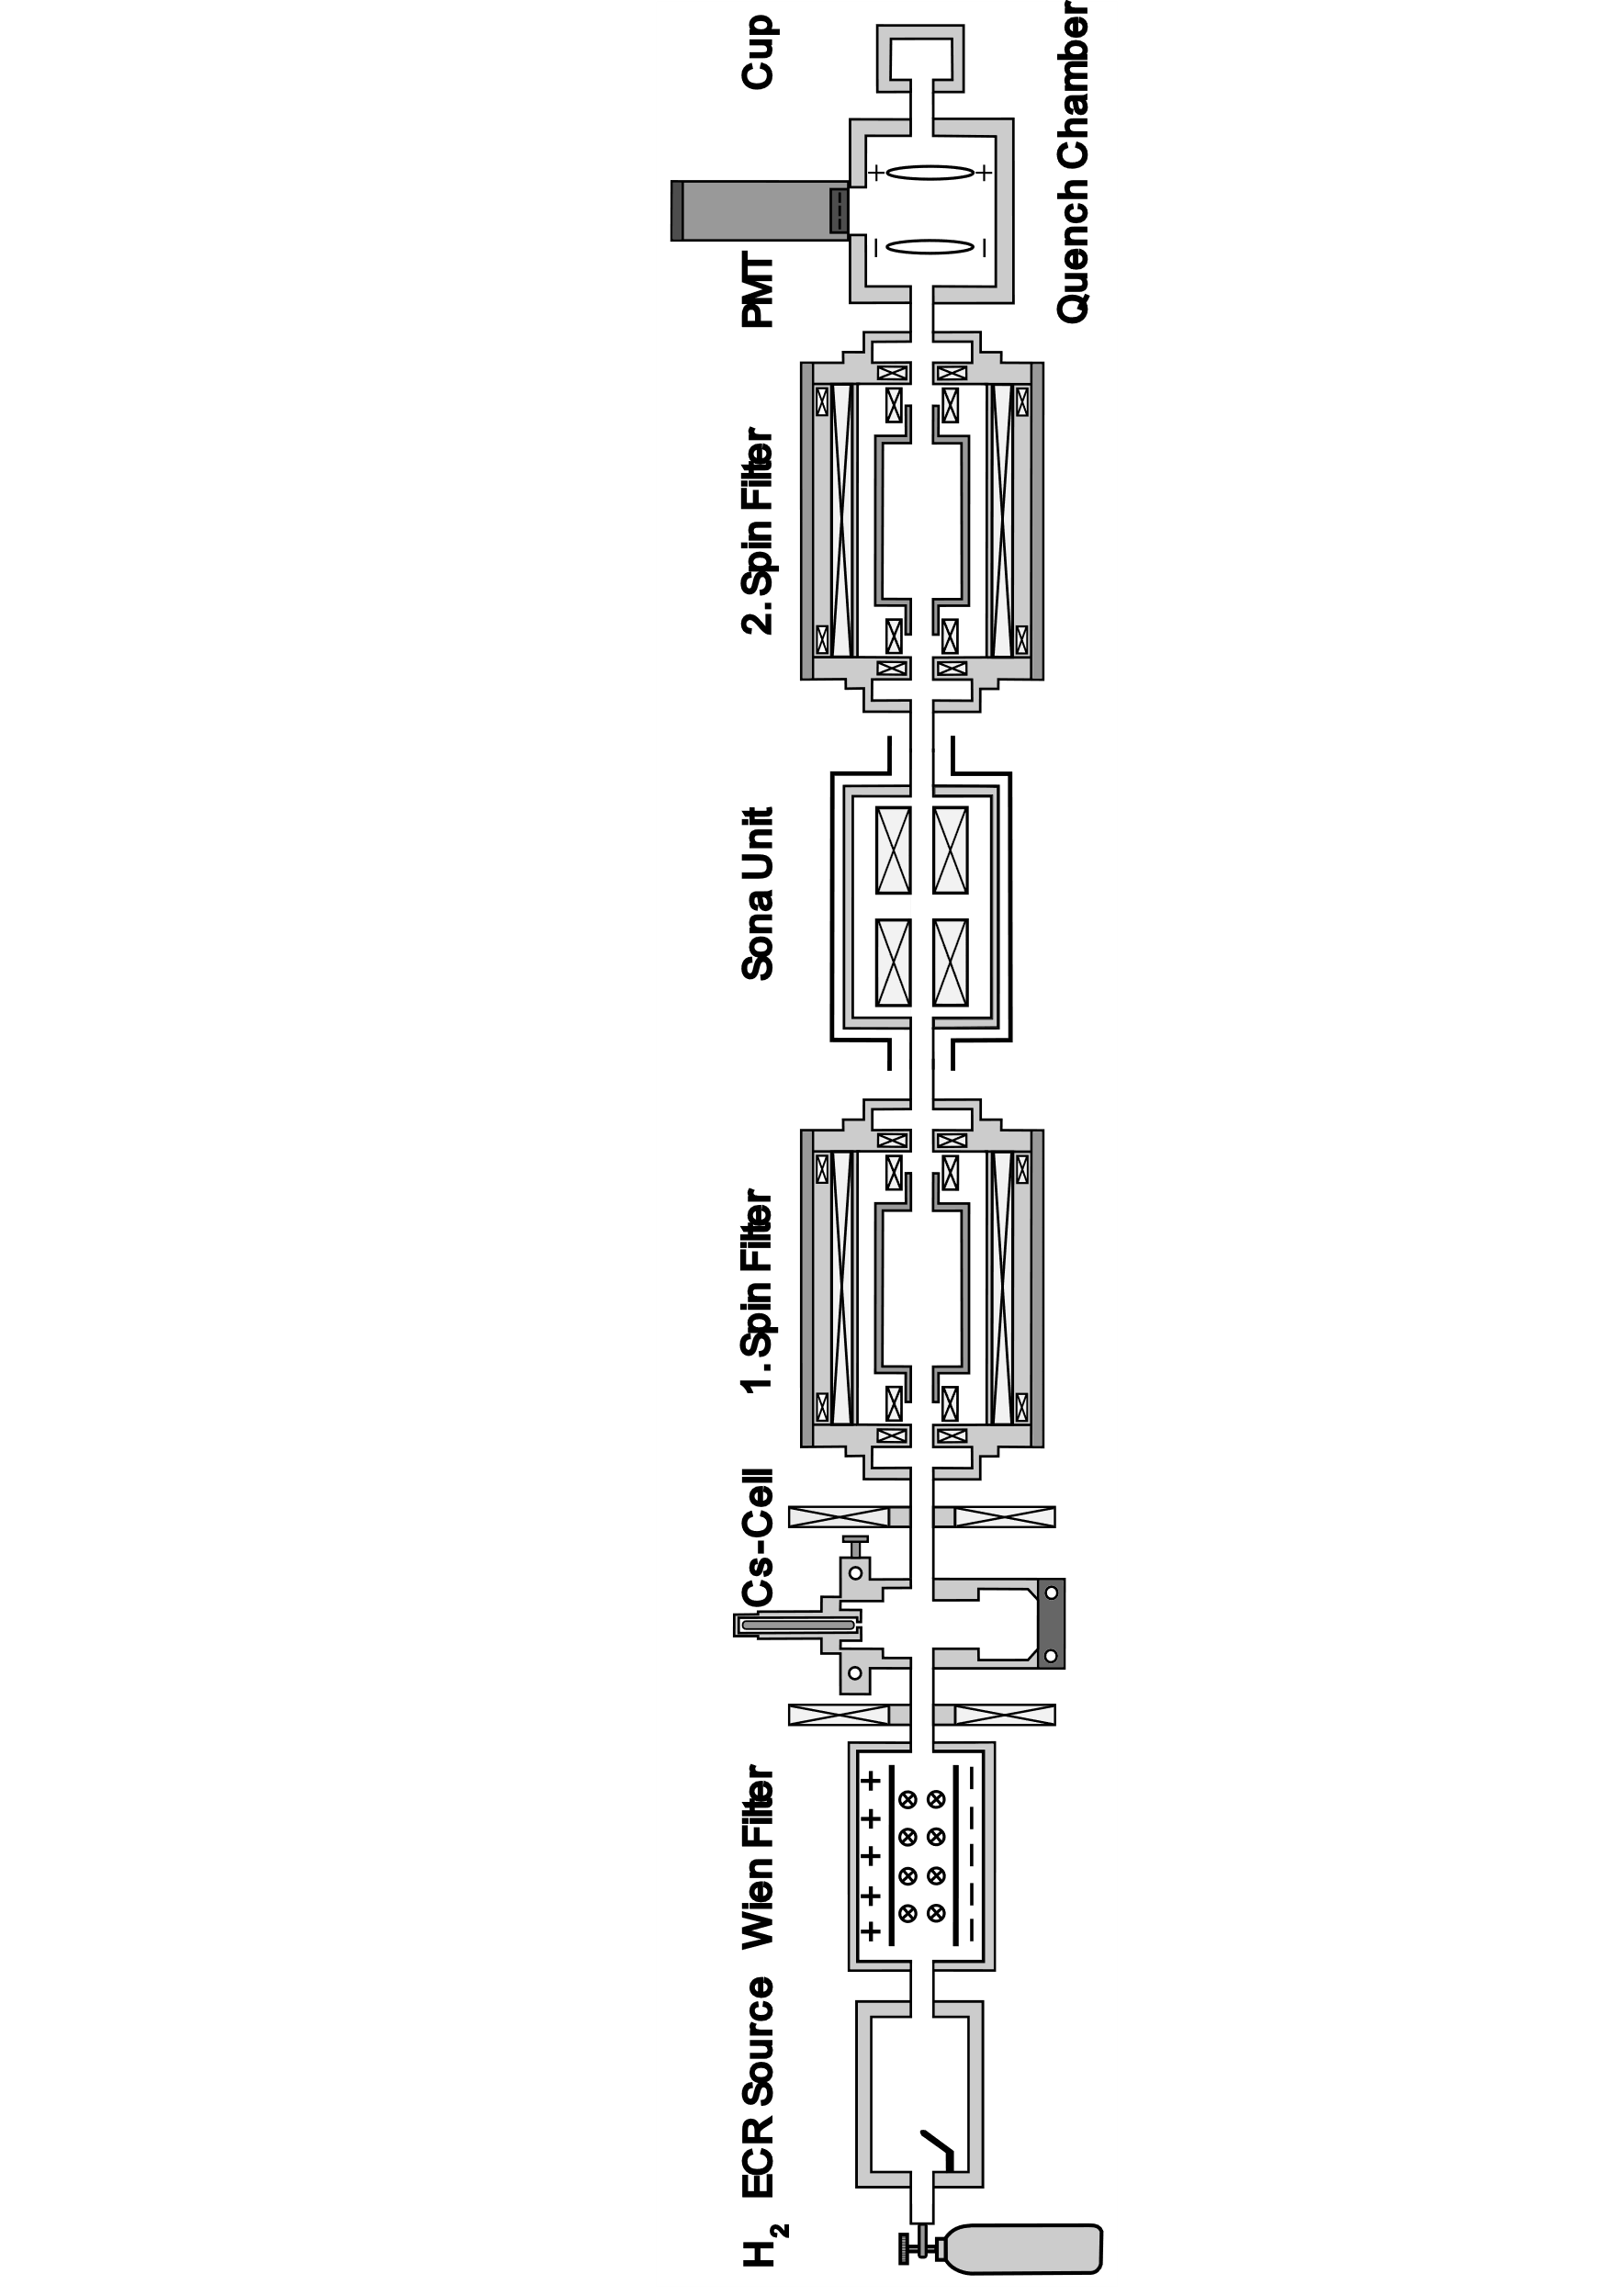 H2
ECR Source
Wien Filter
Cs-Cell
1. Spin Filter
Sona Unit
2. Spin Filter
PMT
Cup
Quench Chamber